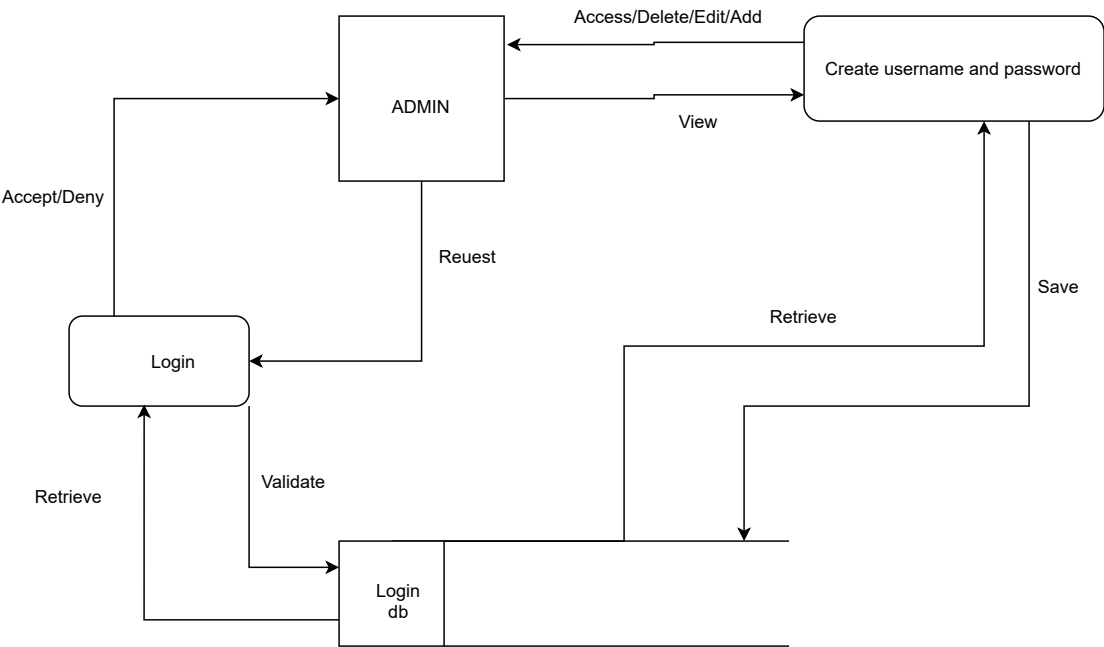 Access/Delete/Edit/Add
Create username and password
ADMIN
View
Accept/Deny
Reuest
Save
Retrieve
Login
Validate
Retrieve
Login
db